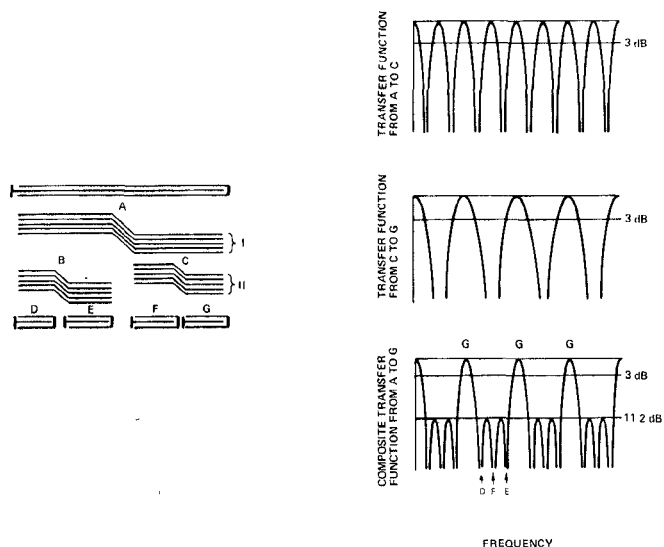 A
I
B
C
II
D E F G
TRANSFER FUNCTION
FROM A TO C
3 dB
TRANSFER FUNCTION
FROM C TO G
3 dB
G G G
COMPOSITE TRANSFER
FUNCTION FROM A TO G
3 dB
11 2 dB
D F E
FREQUENCY